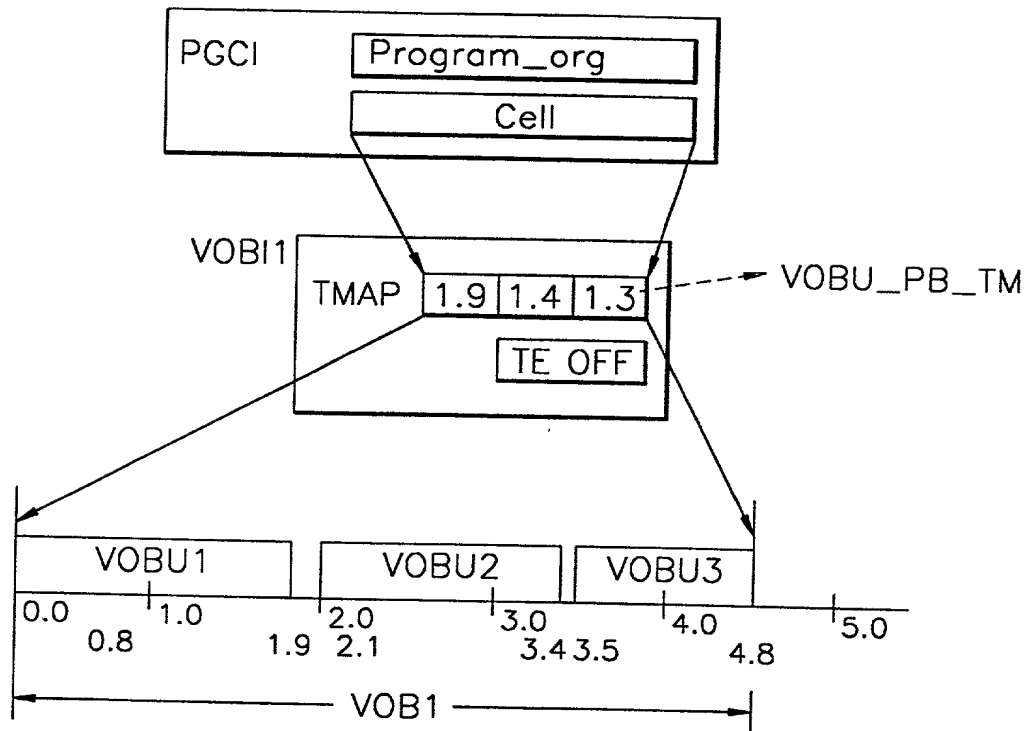 PGCI
Program_org
Cell
VOBI1
TMAP 1.9 1.4 1.3
VOBU_PB_TM
TE OFF
VOBU1 VOBU2 VOBU3
0.0 1.0 2.0 3.0 4.0 5.0
0.8 1.9 2.1 3.4 3.5 4.8
VOB1